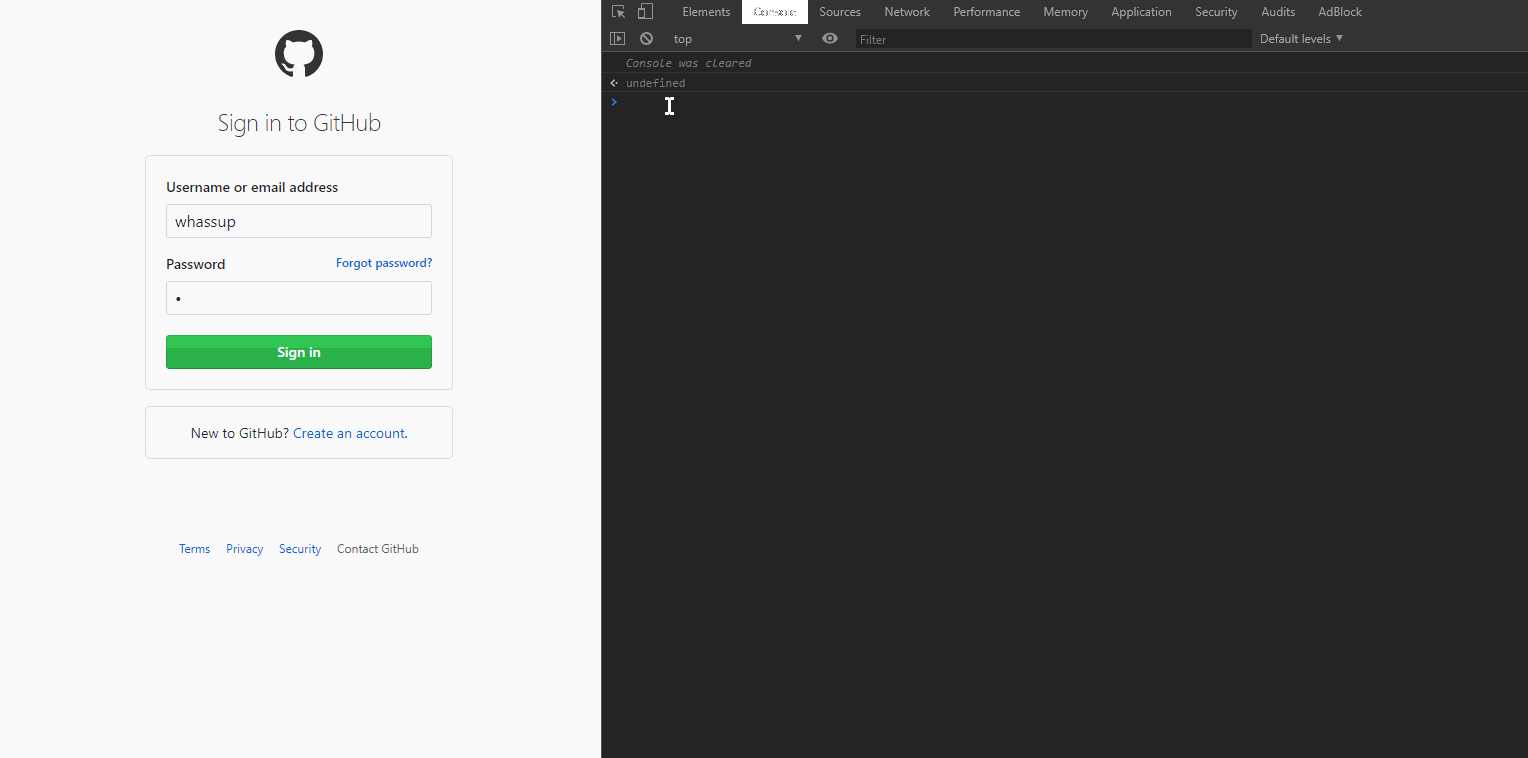 Sign in to GitHub
Username or email address
whassup
Password Forgot password?
•
Sign in
New to GitHub? Create an account.
Terms Privacy Security Contact GitHub
Elements Console Sources Network Performance Memory Application Security Audits AdBlock
top ▼ Filter Default levels ▼
Console was cleared
undefined
>